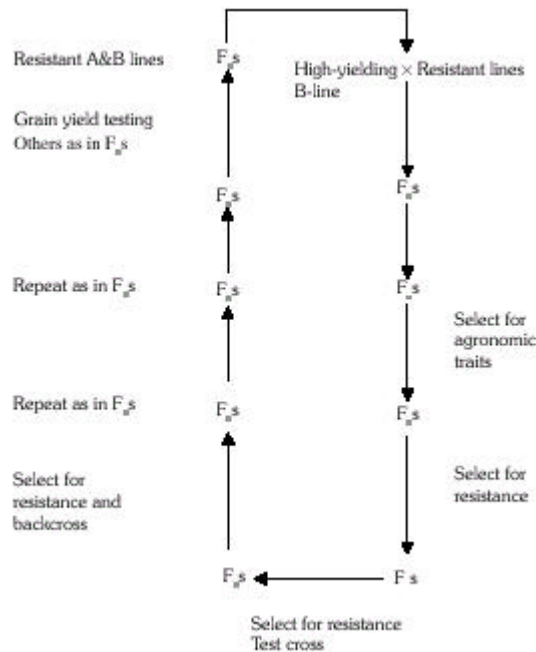 Resistant A&B lines
High-yielding × Resistant lines
B-line
Grain yield testing
Others as in
Repeat as in
Select for
agronomic
traits
Repeat as in
Select for
resistance and
backcross
Select for
resistance
F s
Select for resistance
Test cross